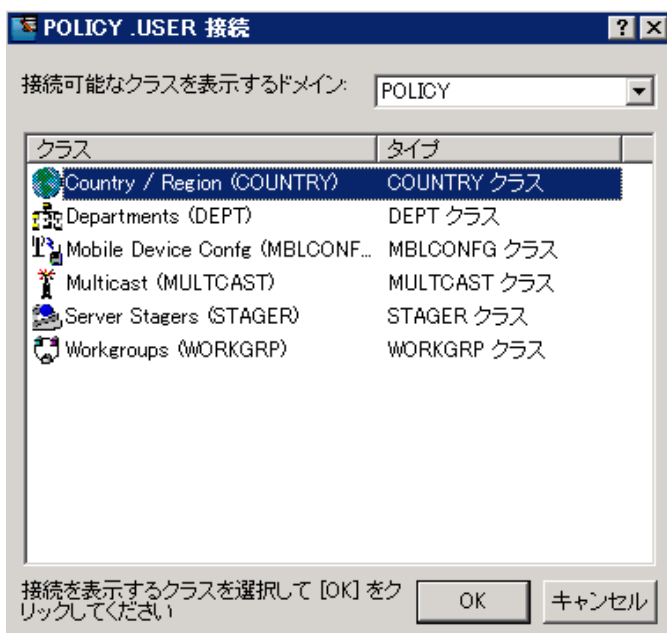 POLICY .USER 接続
接続可能なクラスを表示するドメイン: POLICY
クラス タイプ
Country / Region (COUNTRY) COUNTRY クラス
Departments (DEPT) DEPT クラス
Mobile Device Confg (MBLCONF... MBLCONFG クラス
Multicast (MULTCAST) MULTCAST クラス
Server Stagers (STAGER) STAGER クラス
Workgroups (WORKGRP) WORKGRP クラス
接続を表示するクラスを選択して [OK] をク
リックしてください
OK キャンセル